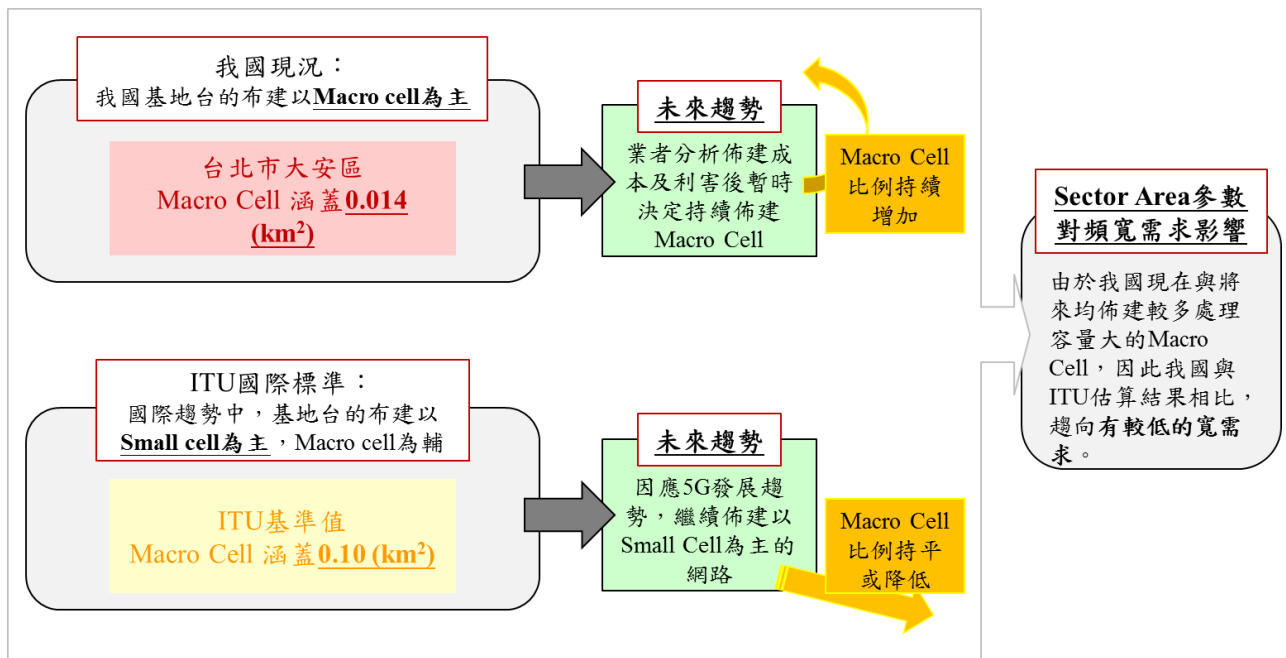 我國現況：
我國基地台的布建以Macro cell為主
台北市大安區
Macro Cell 涵蓋0.014
(km²)
未來趨勢
業者分析佈建成
本及利害後暫時
決定持續佈建
Macro Cell
Macro Cell
比例持續
增加
ITU國際標準：
國際趨勢中，基地台的布建以
Small cell為主，Macro cell為輔
ITU基準值
Macro Cell 涵蓋0.10 (km²)
未來趨勢
因應5G發展趨
勢，繼續佈建以
Small Cell為主的
網路
Macro Cell
比例持平
或降低
Sector Area參數
對頻寬需求影響
由於我國現在與將
來均佈建較多處理
容量大的Macro
Cell，因此我國與
ITU估算結果相比，
趨向有較低的寬需
求。